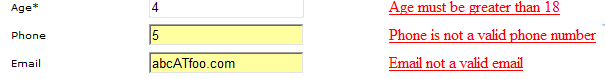 Age* 4 Age must be greater than 18
Phone 5 Phone is not a valid phone number
Email abcATfoo.com Email not a valid email